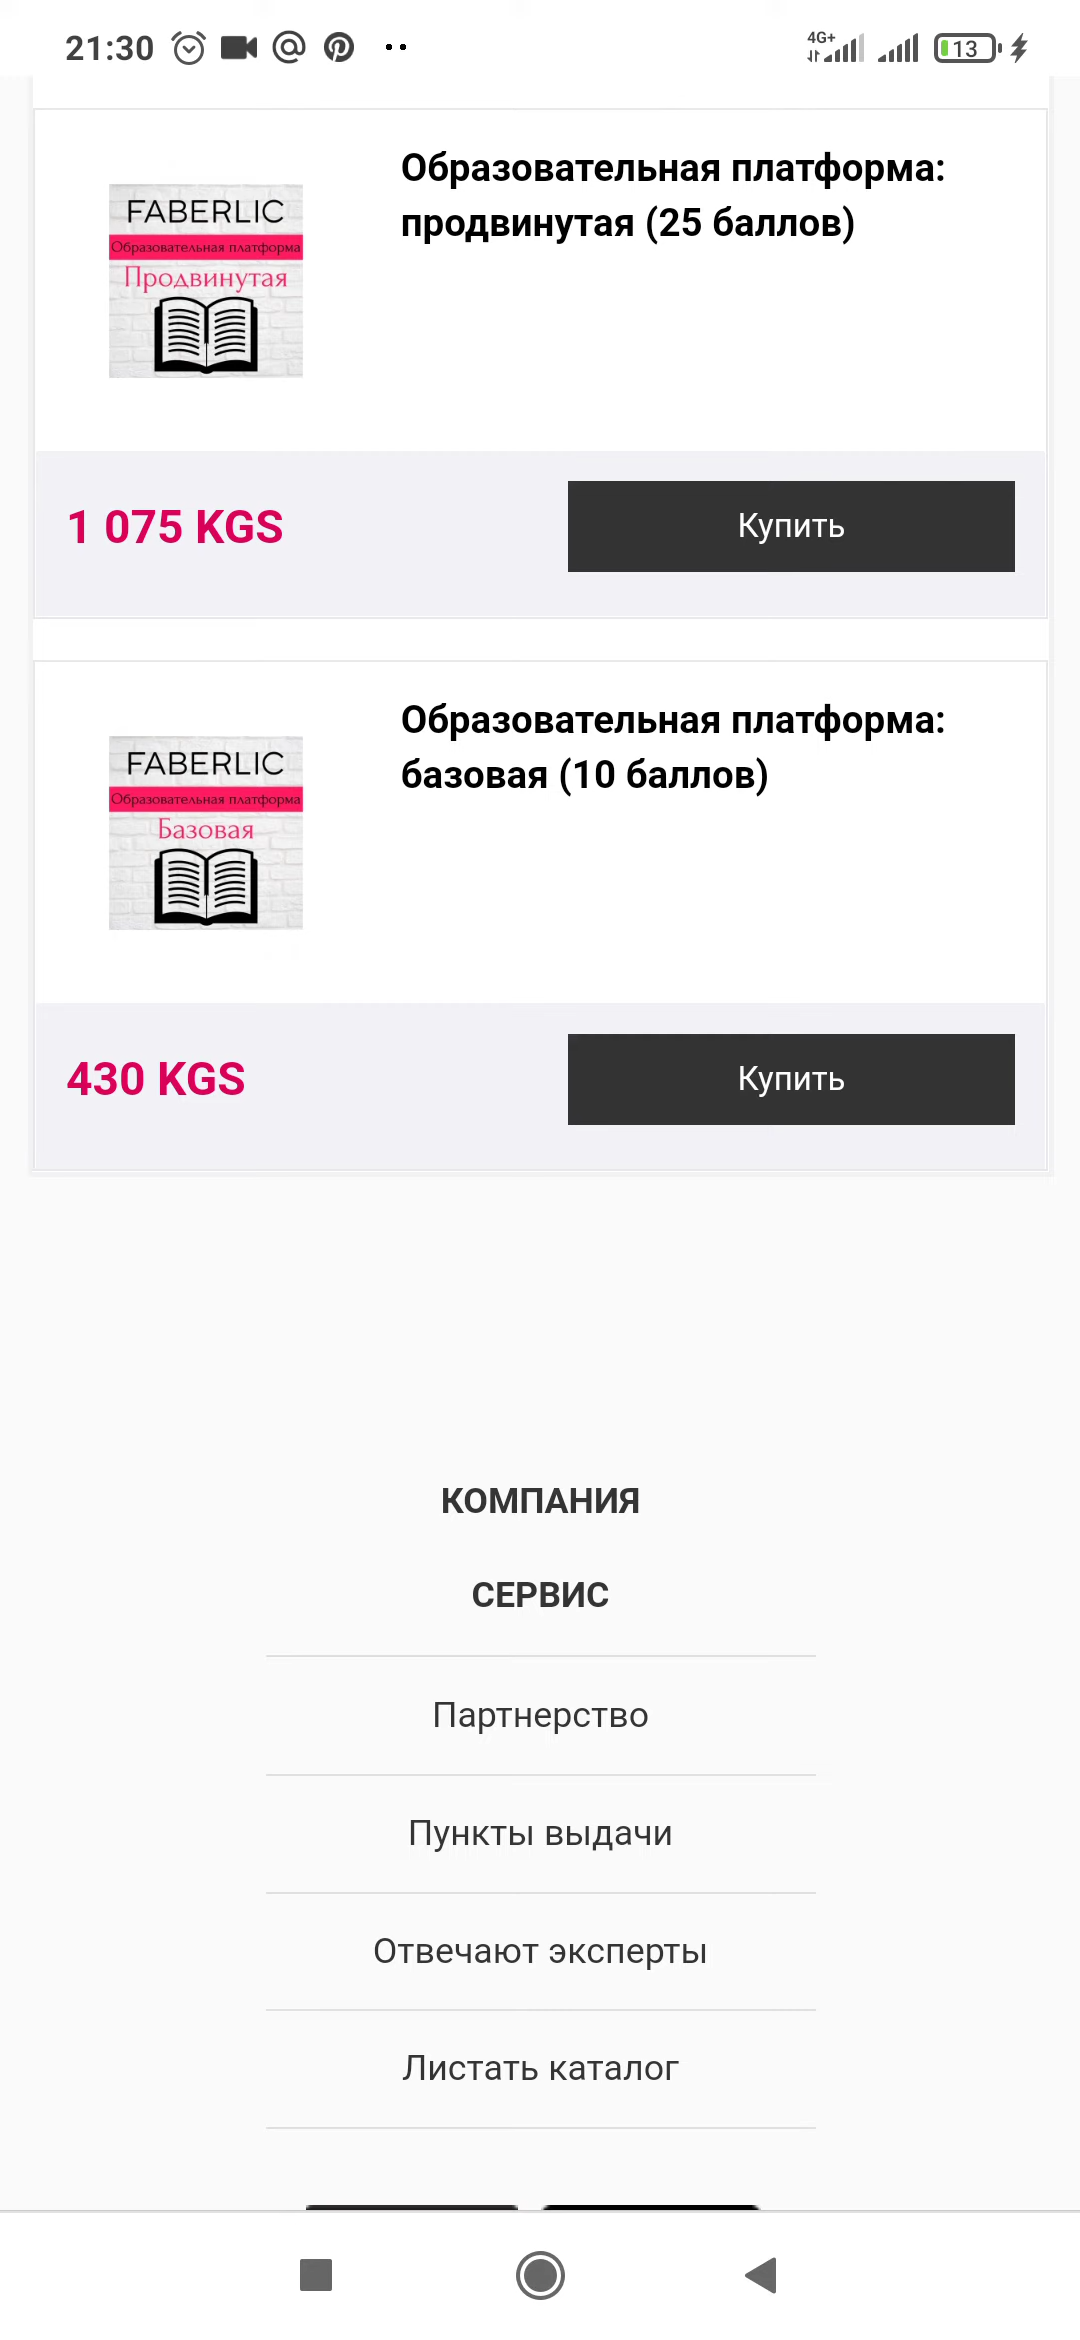 21:30
4G+
13
Образовательная платформа:
продвинутая (25 баллов)
FABERLIC
Образовательная платформа
Продвинутая
1 075 KGS
Купить
Образовательная платформа:
базовая (10 баллов)
FABERLIC
Образовательная платформа
Базовая
430 KGS
Купить
КОМПАНИЯ
СЕРВИС
Партнерство
Пункты выдачи
Отвечают эксперты
Листать каталог